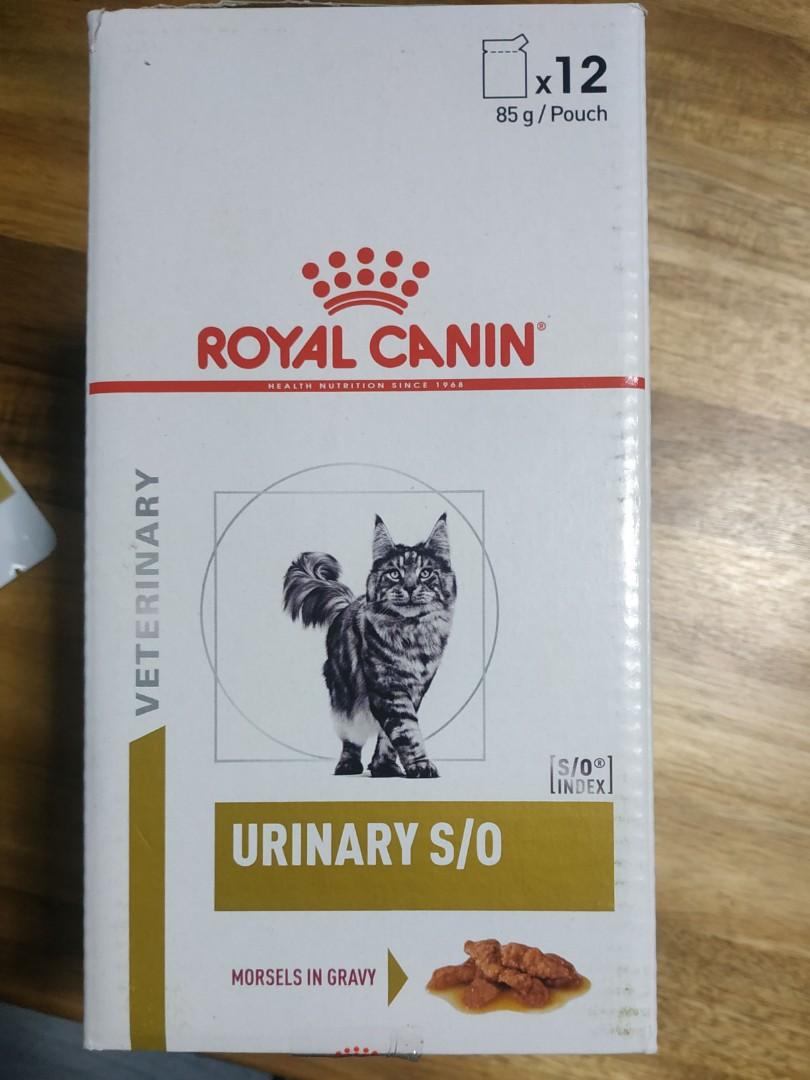 x12
85 g / Pouch
ROYAL CANIN®
HEALTH NUTRITION SINCE 1968
VETERINARY
[S/O®
INDEX]
URINARY S/O
MORSELS IN GRAVY